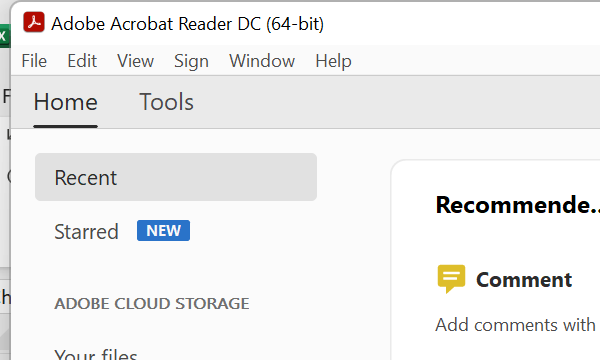 Adobe Acrobat Reader DC (64-bit)
File Edit View Sign Window Help
Home Tools
Recent
Starred NEW
ADOBE CLOUD STORAGE
Your files
Recommende...
Comment
Add comments with